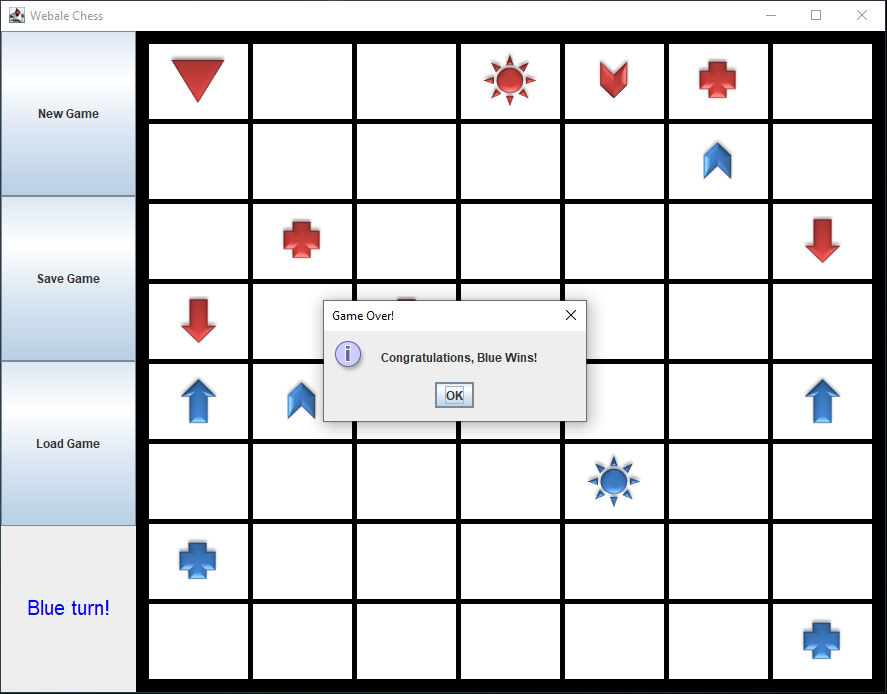 Webale Chess
New Game
Save Game
Load Game
Blue turn!
Game Over!
Congratulations, Blue Wins!
OK